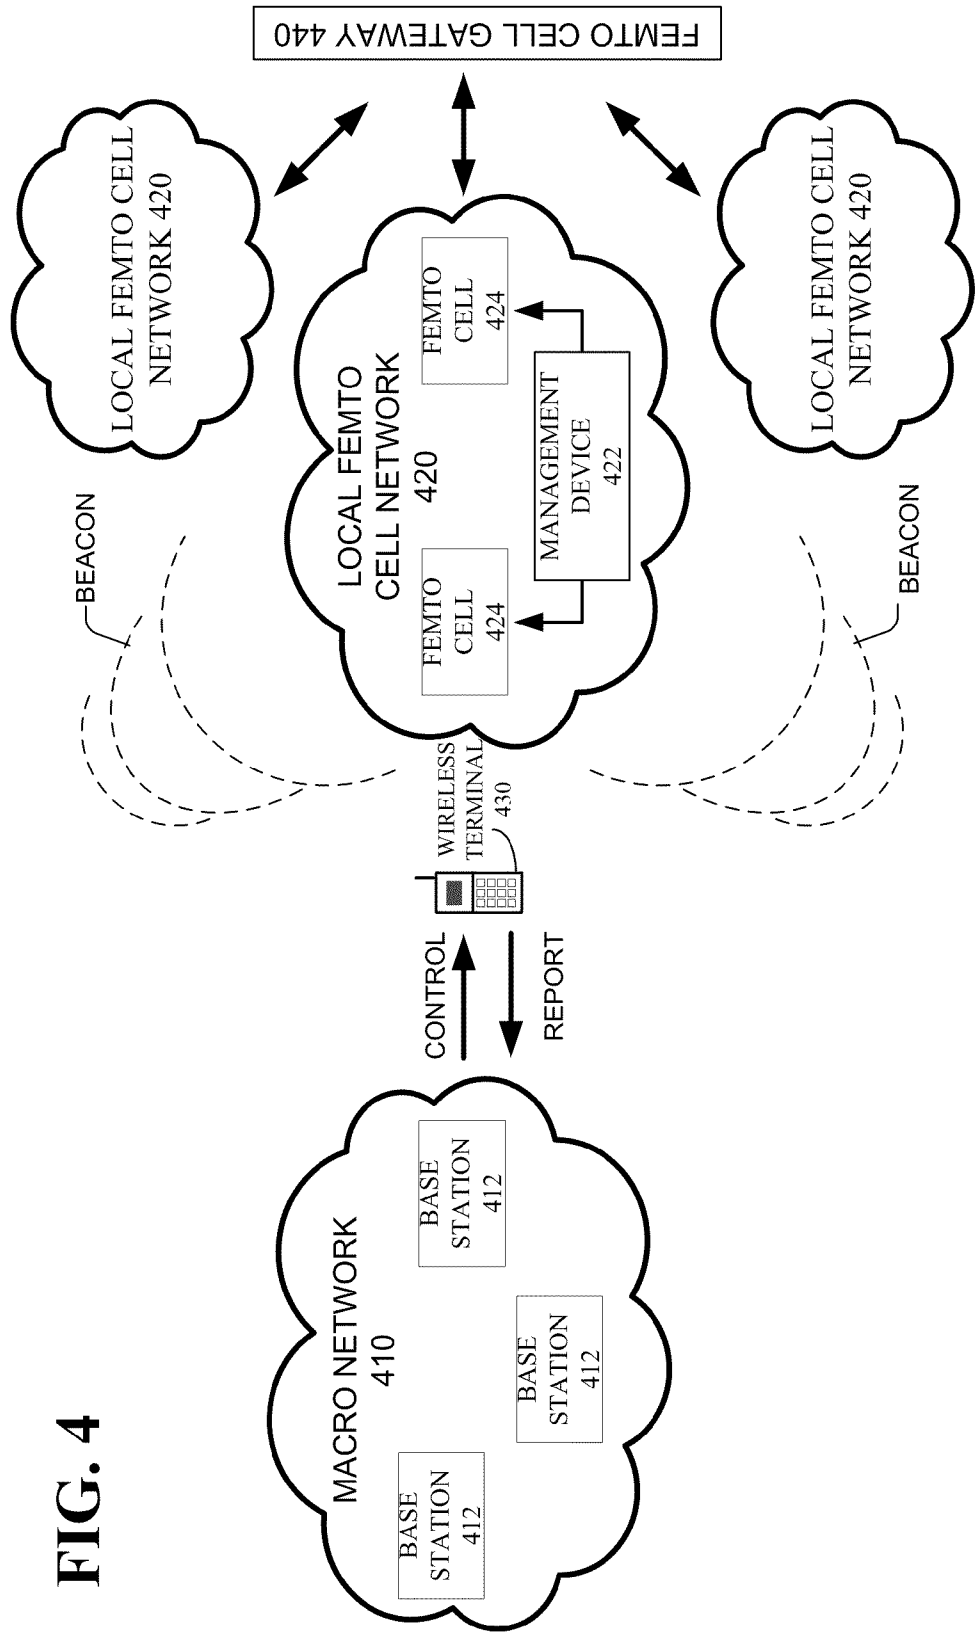 FIG. 4
MACRO NETWORK
410
BASE
STATION
412
BASE
STATION
412
BASE
STATION
412
CONTROL
REPORT
WIRELESS
TERMINAL
430
BEACON
BEACON
LOCAL FEMTO
CELL NETWORK
420
FEMTO
CELL
424
FEMTO
CELL
424
MANAGEMENT
DEVICE
422
LOCAL FEMTO CELL
NETWORK 420
LOCAL FEMTO CELL
NETWORK 420
FEMTO CELL GATEWAY 440